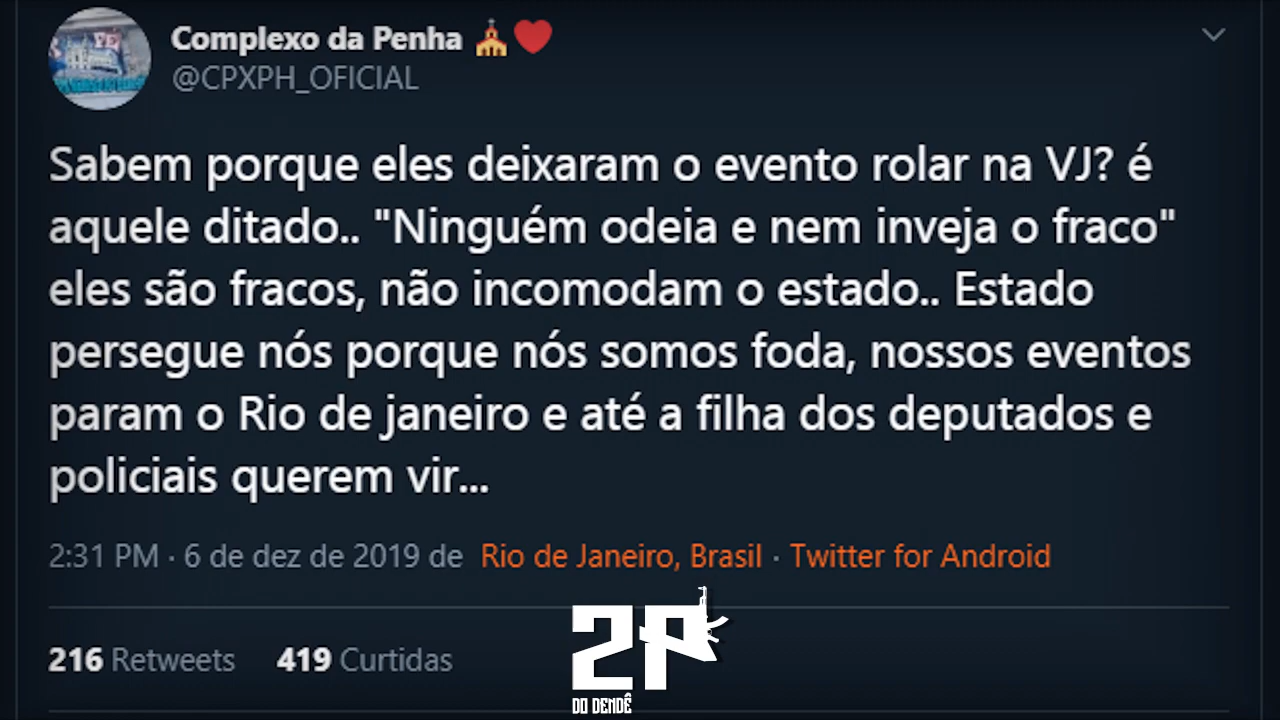 Complexo da Penha ⛪❤️
@CPXPH_OFICIAL
Sabem porque eles deixaram o evento rolar na VJ? é
aquele ditado.. "Ninguém odeia e nem inveja o fraco"
eles são fracos, não incomodam o estado.. Estado
persegue nós porque nós somos foda, nossos eventos
param o Rio de janeiro e até a filha dos deputados e
policiais querem vir...
2:31 PM · 6 de dez de 2019 de Rio de Janeiro, Brasil · Twitter for Android
216 Retweets 419 Curtidas
2P
DO DENDÊ